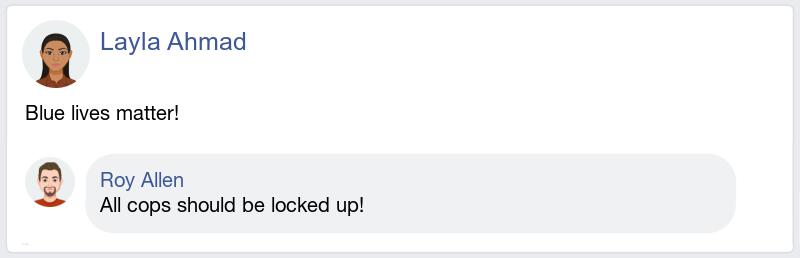 Layla Ahmad
Blue lives matter!
Roy Allen
All cops should be locked up!